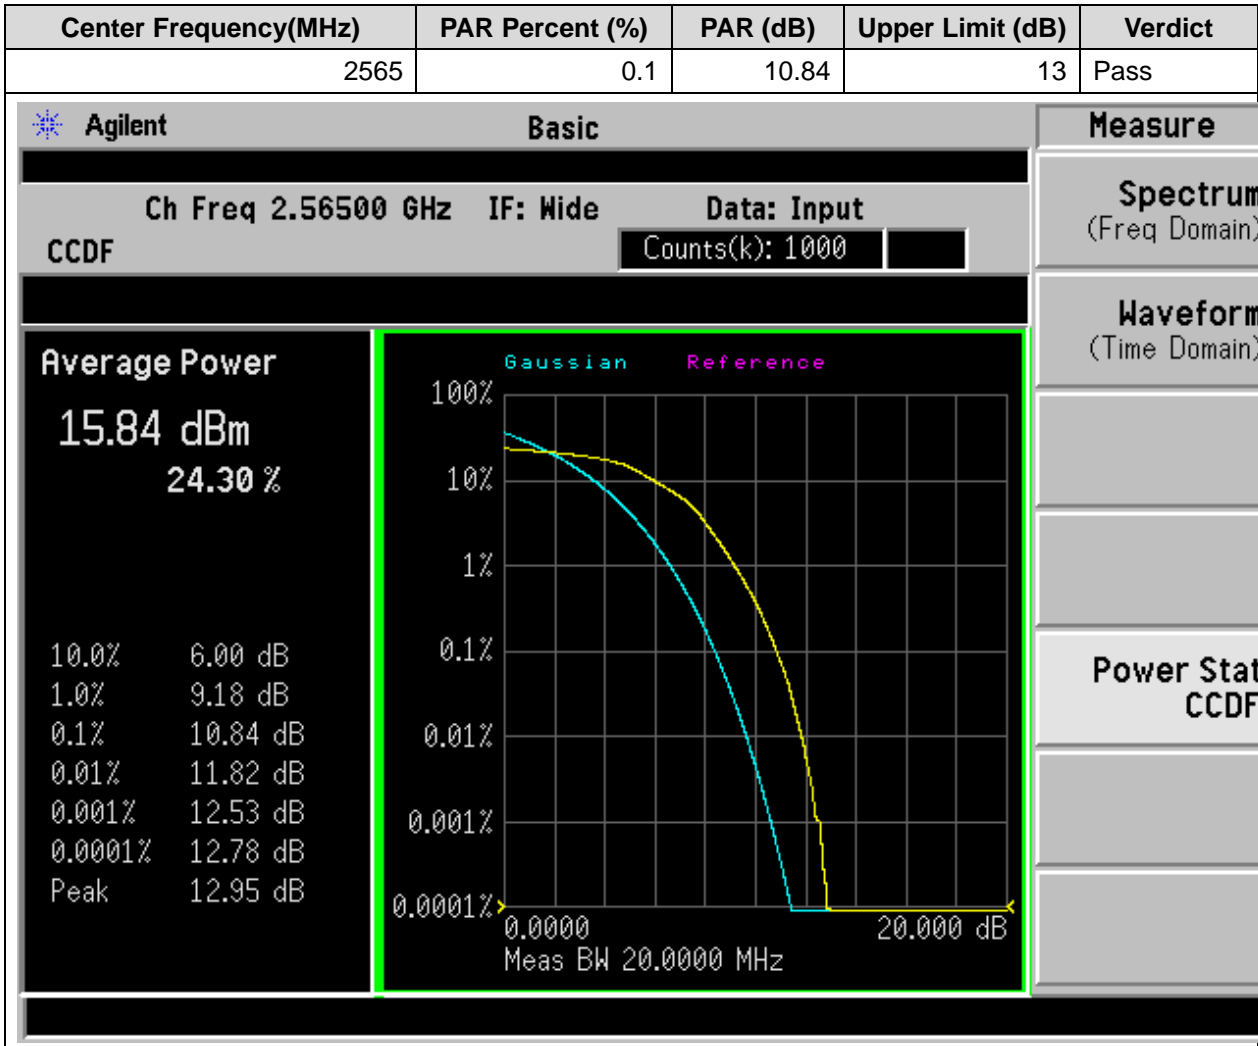 Center Frequency(MHz) PAR Percent (%) PAR (dB) Upper Limit (dB) Verdict
2565 0.1 10.84 13 Pass
Agilent Basic Measure
Ch Freq 2.56500 GHz IF: Wide Data: Input
CCDF Counts(k): 1000
Spectrum
(Freq Domain)
Waveform
(Time Domain)
Power Stat
CCDF
Average Power
15.84 dBm
24.30 %
10.0% 6.00 dB
1.0% 9.18 dB
0.1% 10.84 dB
0.01% 11.82 dB
0.001% 12.53 dB
0.0001% 12.78 dB
Peak 12.95 dB
Gaussian Reference
100%
10%
1%
0.1%
0.01%
0.001%
0.0001%
0.0000 20.000 dB
Meas BW 20.0000 MHz